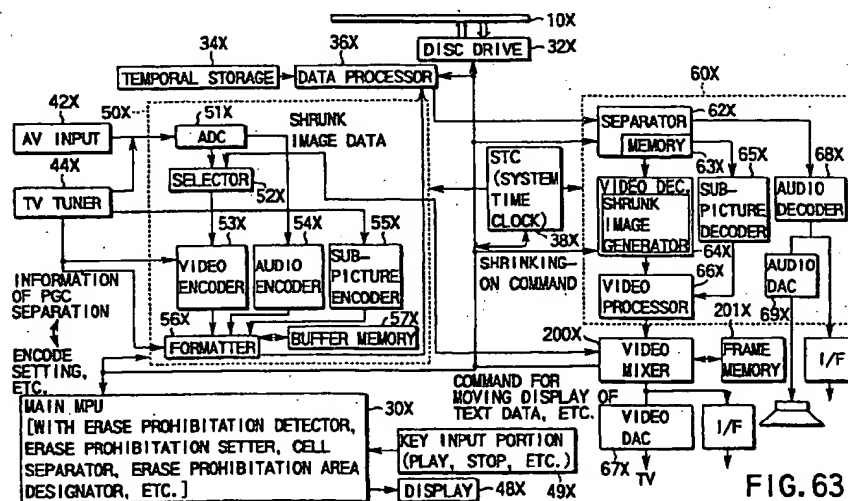 10X
DISC DRIVE
32X
34X
36X
TEMPORAL STORAGE
DATA PROCESSOR
60X
42X
50X
51X
SHRUNK
IMAGE DATA
AV INPUT
ADC
44X
SELECTOR
52X
TV TUNER
53X
54X
55X
VIDEO
ENCODER
AUDIO
ENCODER
SUB-
PICTURE
ENCODER
INFORMATION
OF PGC
SEPARATION
56X
57X
FORMATTER
BUFFER MEMORY
ENCODE
SETTING,
ETC.
STC
(SYSTEM
TIME
CLOCK)
38X
SHRINKING-
ON COMMAND
SEPARATOR
62X
MEMORY
63X
65X
68X
VIDEO DEC.
SHRUNK
IMAGE
GENERATOR
64X
SUB-
PICTURE
DECODER
AUDIO
DECODER
66X
VIDEO
PROCESSOR
AUDIO
DAC
69X
200X
201X
VIDEO
MIXER
FRAME
MEMORY
I/F
COMMAND FOR
MOVING DISPLAY OF
TEXT DATA, ETC.
VIDEO
DAC
67X
I/F
TV
MAIN MPU
30X
[WITH ERASE PROHIBITATION DETECTOR,
ERASE PROHIBITATION SETTER, CELL
SEPARATOR, ERASE PROHIBITATION AREA
DESIGNATOR, ETC.]
KEY INPUT PORTION
(PLAY, STOP, ETC.)
49X
DISPLAY
48X
FIG. 63